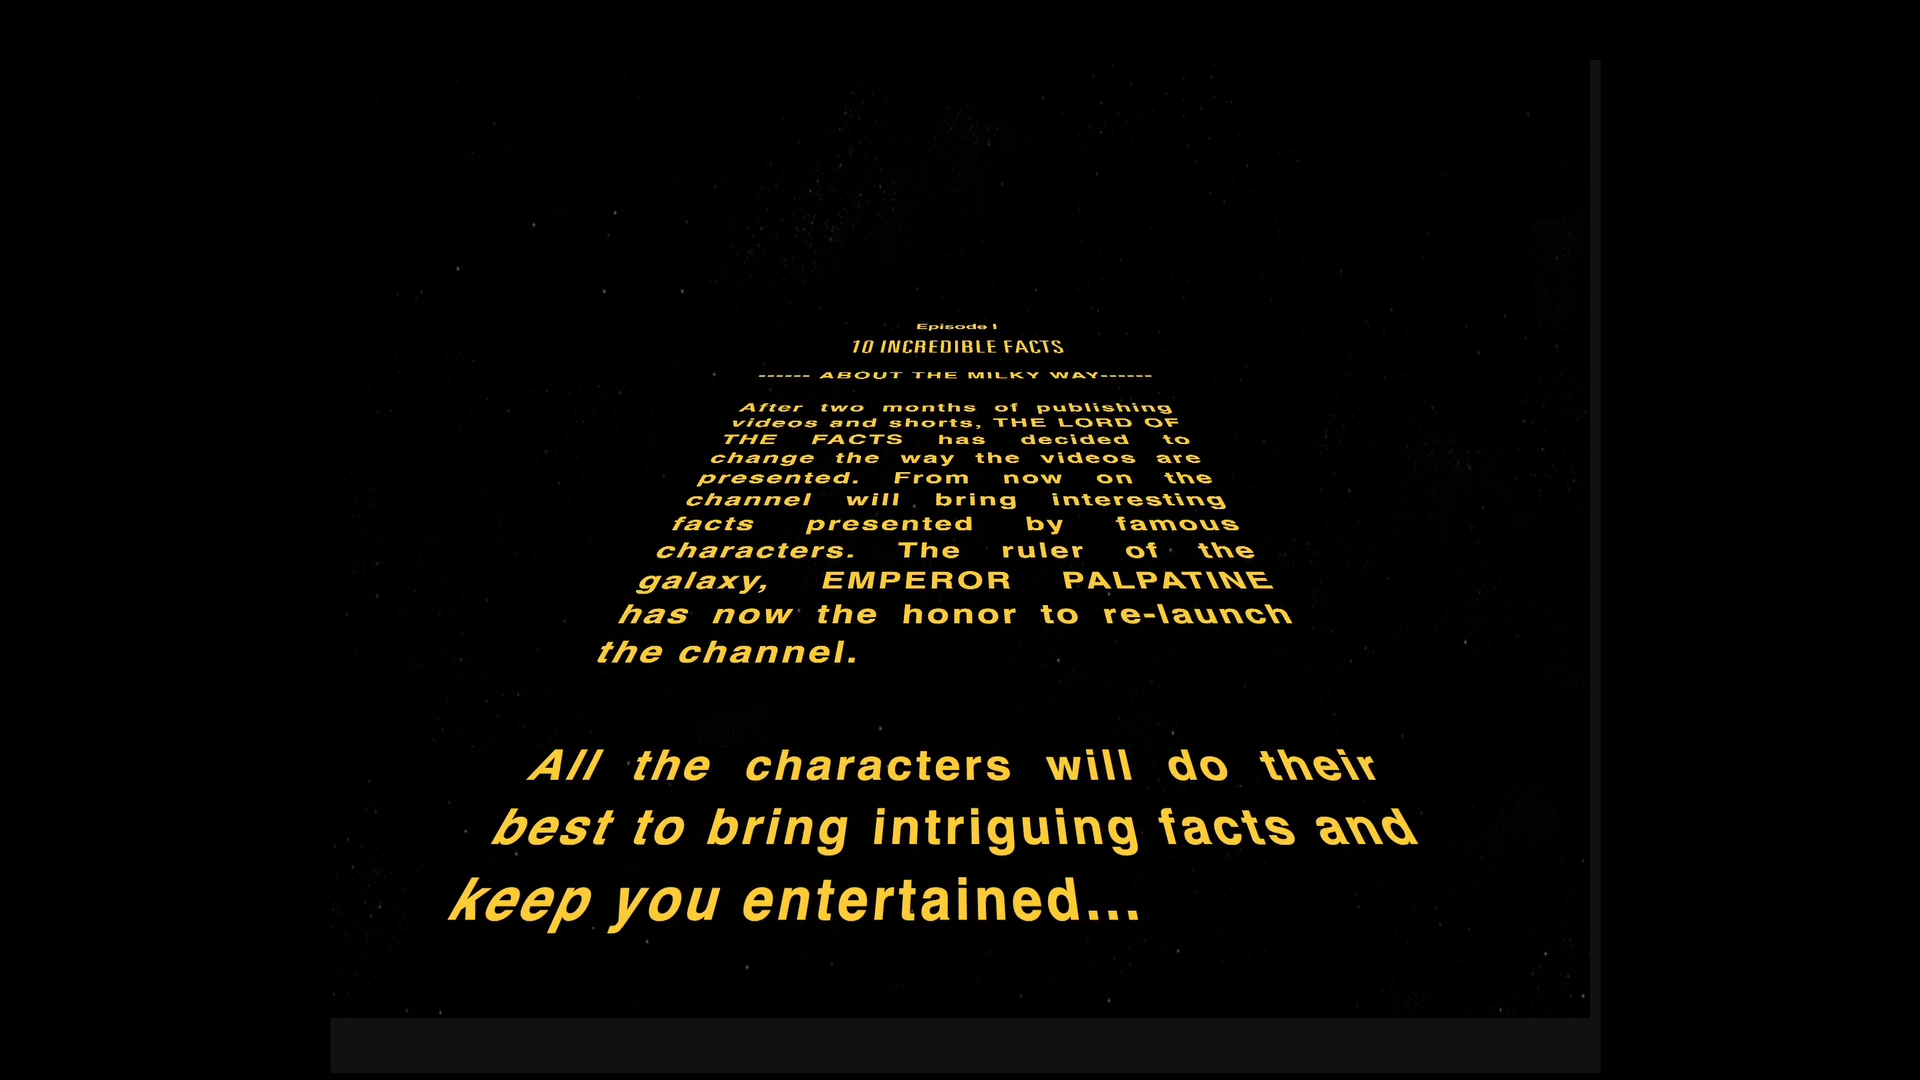 Episode I
10 INCREDIBLE FACTS
------ ABOUT THE MILKY WAY------
After two months of publishing
videos and shorts, THE LORD OF
THE FACTS has decided to
change the way the videos are
presented. From now on the
channel will bring interesting
facts presented by famous
characters. The ruler of the
galaxy, EMPEROR PALPATINE
has now the honor to re-launch
the channel.
All the characters will do their
best to bring intriguing facts and
keep you entertained...